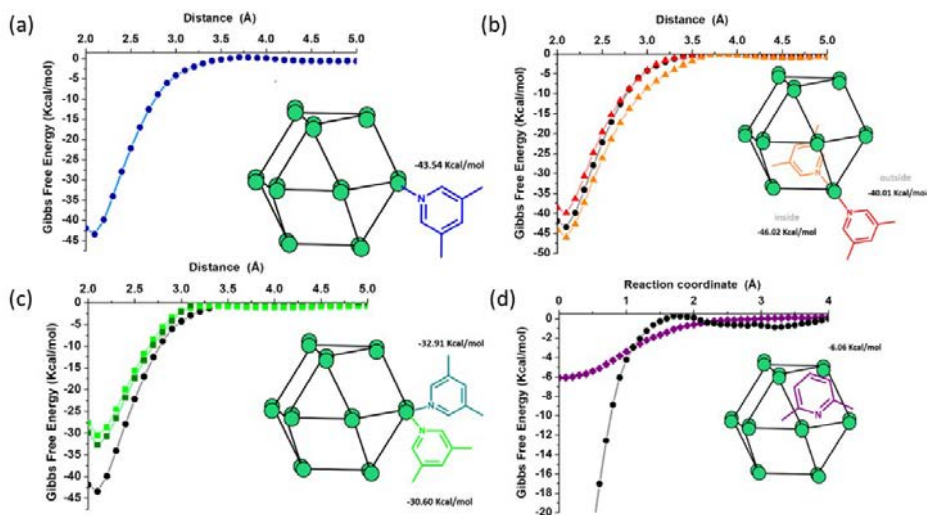 (a)
Distance (Å)
2.0 2.5 3.0 3.5 4.0 4.5 5.0
Gibbs Free Energy (Kcal/mol)
0
-5
-10
-15
-20
-25
-30
-35
-40
-45
-43.54 Kcal/mol
N
(b)
Distance (Å)
2.0 2.5 3.0 3.5 4.0 4.5 5.0
Gibbs Free Energy (Kcal/mol)
0
-5
-10
-15
-20
-25
-30
-35
-40
-45
-50
N
outside
-40.01 Kcal/mol
inside
-46.02 Kcal/mol
N
(c)
Distance (Å)
2.0 2.5 3.0 3.5 4.0 4.5 5.0
Gibbs Free Energy (Kcal/mol)
0
-5
-10
-15
-20
-25
-30
-35
-40
-45
-32.91 Kcal/mol
N
N
-30.60 Kcal/mol
(d)
Reaction coordinate (Å)
0 1 2 3 4
Gibbs Free Energy (Kcal/mol)
0
-2
-4
-6
-8
-10
-12
-14
-16
-18
-20
-6.06 Kcal/mol
N